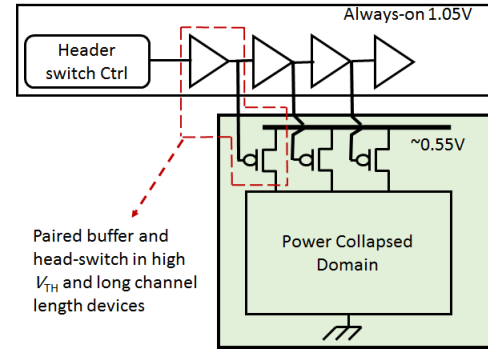 Always-on 1.05V
Header
switch Ctrl
~0.55V
Paired buffer and
head-switch in high
VTH and long channel
length devices
Power Collapsed
Domain